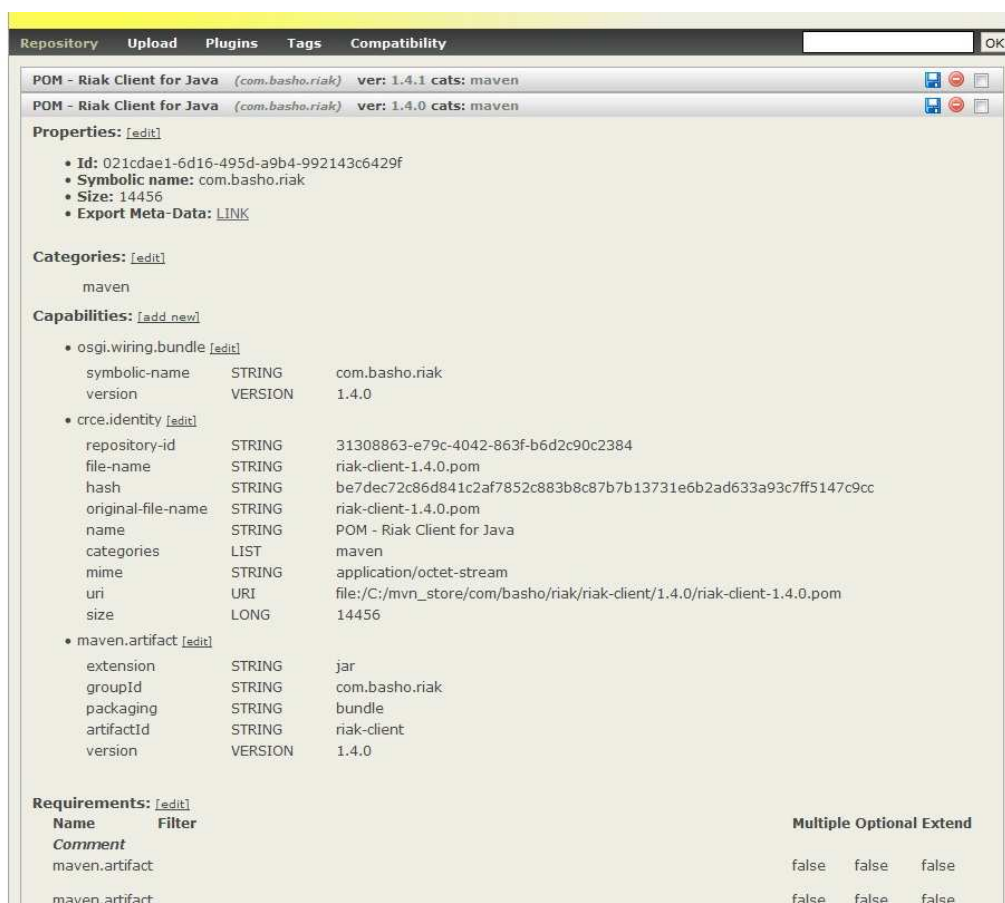 Repository Upload Plugins Tags Compatibility OK
POM - Riak Client for Java (com.basho.riak) ver: 1.4.1 cats: maven
POM - Riak Client for Java (com.basho.riak) ver: 1.4.0 cats: maven
Properties: [edit]
• Id: 021cdae1-6d16-495d-a9b4-992143c6429f
• Symbolic name: com.basho.riak
• Size: 14456
• Export Meta-Data: LINK
Categories: [edit]
maven
Capabilities: [add new]
• osgi.wiring.bundle [edit]
symbolic-name STRING com.basho.riak
version VERSION 1.4.0
• crce.identity [edit]
repository-id STRING 31308863-e79c-4042-863f-b6d2c90c2384
file-name STRING riak-client-1.4.0.pom
hash STRING be7dec72c86d841c2af7852c883b8c87b7b13731e6b2ad633a93c7ff5147c9cc
original-file-name STRING riak-client-1.4.0.pom
name STRING POM - Riak Client for Java
categories LIST maven
mime STRING application/octet-stream
uri URI file:/C:/mvn_store/com/basho/riak/riak-client/1.4.0/riak-client-1.4.0.pom
size LONG 14456
• maven.artifact [edit]
extension STRING jar
groupId STRING com.basho.riak
packaging STRING bundle
artifactId STRING riak-client
version VERSION 1.4.0
Requirements: [edit]
Name Filter Multiple Optional Extend
Comment
maven.artifact false false false
maven.artifact false false false